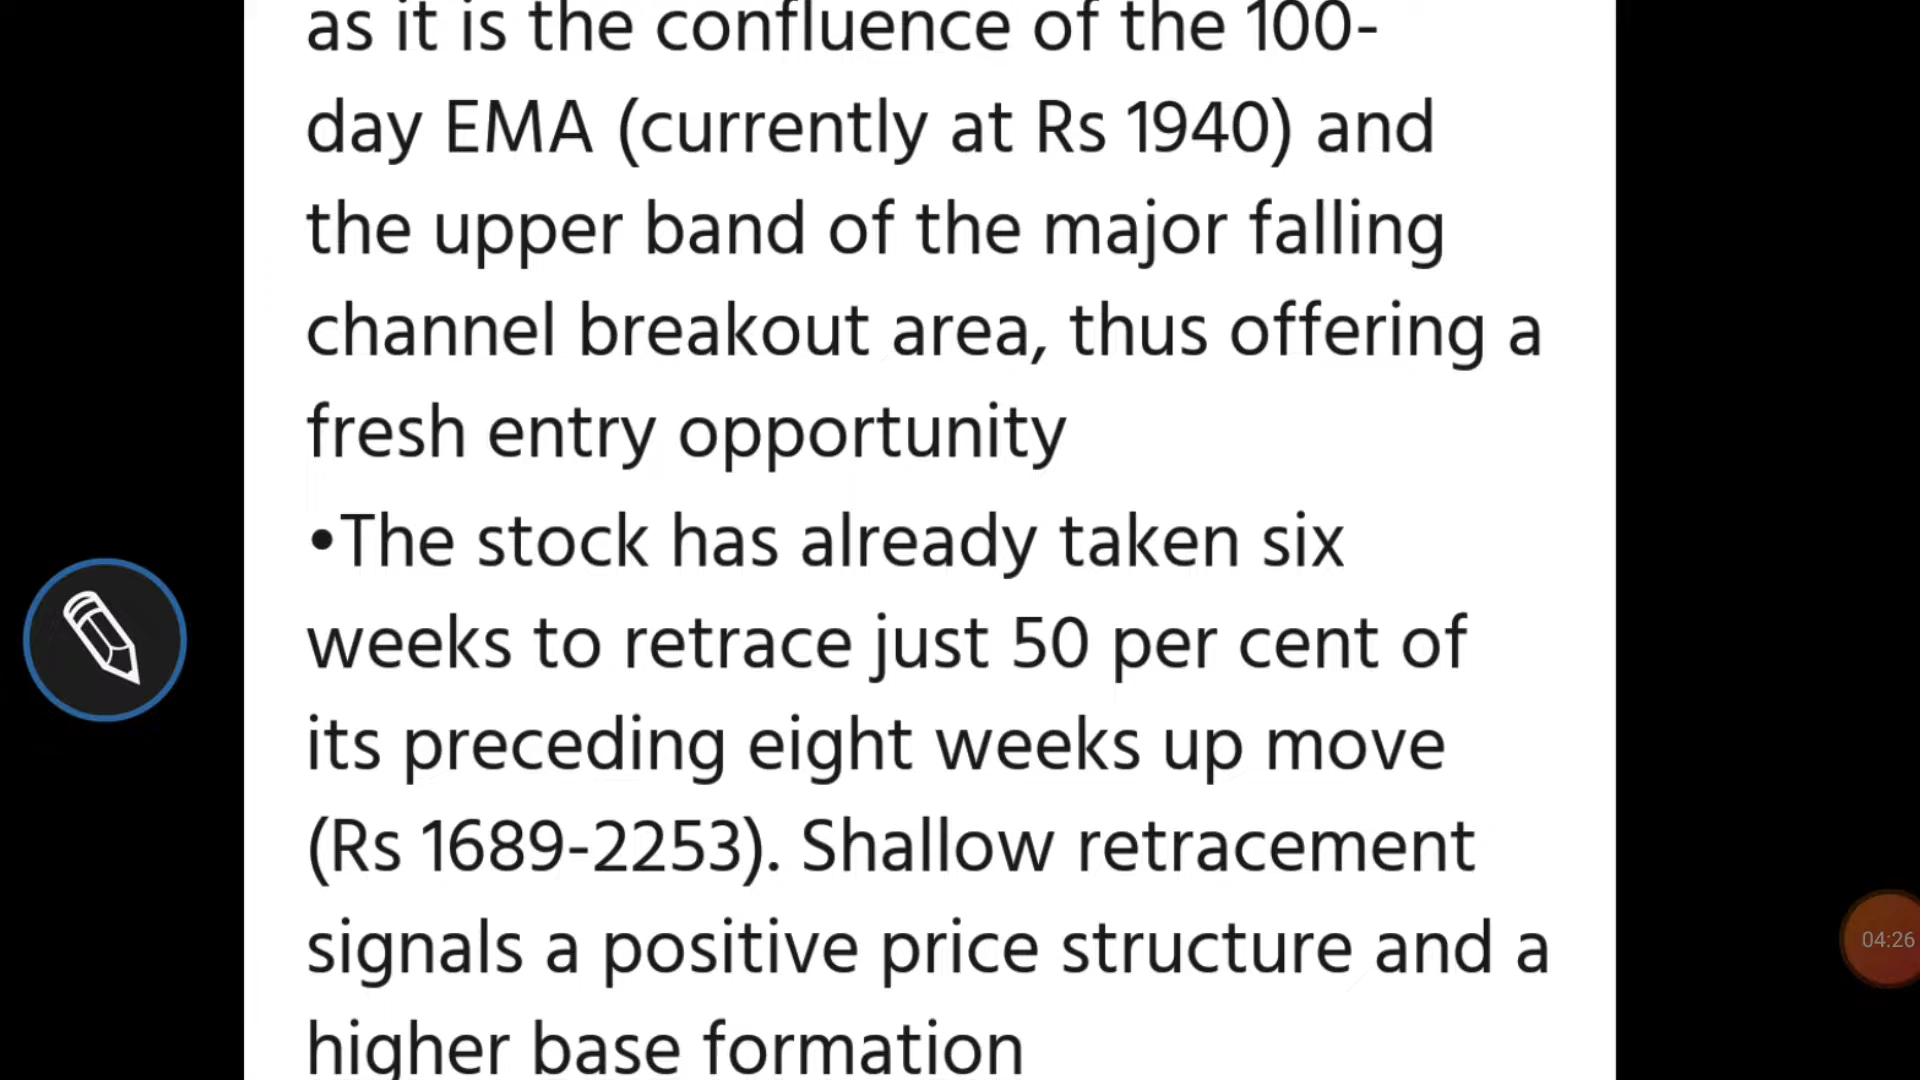 as it is the confluence of the 100-
day EMA (currently at Rs 1940) and
the upper band of the major falling
channel breakout area, thus offering a
fresh entry opportunity
•The stock has already taken six
weeks to retrace just 50 per cent of
its preceding eight weeks up move
(Rs 1689-2253). Shallow retracement
signals a positive price structure and a
higher base formation
04:26